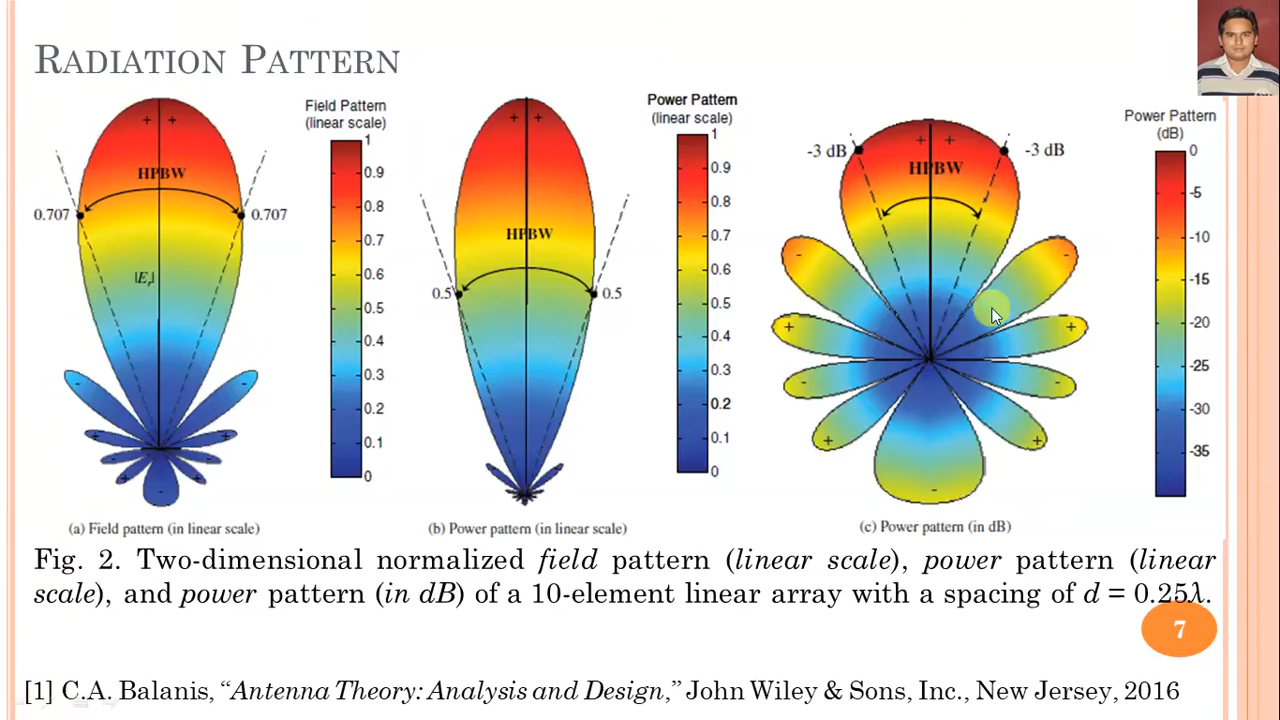 RADIATION PATTERN
Field Pattern
(linear scale)
1
0.9
0.8
0.7
0.6
0.5
0.4
0.3
0.2
0.1
0
+ +
HPBW
0.707
0.707
- -
+ +
- -
+ +
-
(a) Field pattern (in linear scale)
Power Pattern
(linear scale)
1
0.9
0.8
0.7
0.6
0.5
0.4
0.3
0.2
0.1
0
+ +
HPBW
0.5
0.5
(b) Power pattern (in linear scale)
Power Pattern
(dB)
0
-5
-10
-15
-20
-25
-30
-35
-3 dB
-3 dB
+ +
HPBW
- -
+ +
- -
+ +
-
(c) Power pattern (in dB)
Fig. 2. Two-dimensional normalized field pattern (linear scale), power pattern (linear
scale), and power pattern (in dB) of a 10-element linear array with a spacing of d = 0.25λ.
7
[1] C.A. Balanis, “Antenna Theory: Analysis and Design,” John Wiley & Sons, Inc., New Jersey, 2016